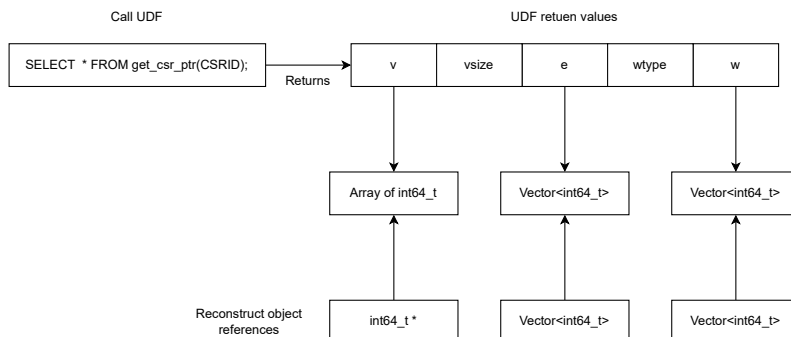 Call UDF
UDF retuen values
SELECT * FROM get_csr_ptr(CSRID);
Returns
v
vsize
e
wtype
w
Array of int64_t
Vector<int64_t>
Vector<int64_t>
Reconstruct object
references
int64_t *
Vector<int64_t>
Vector<int64_t>